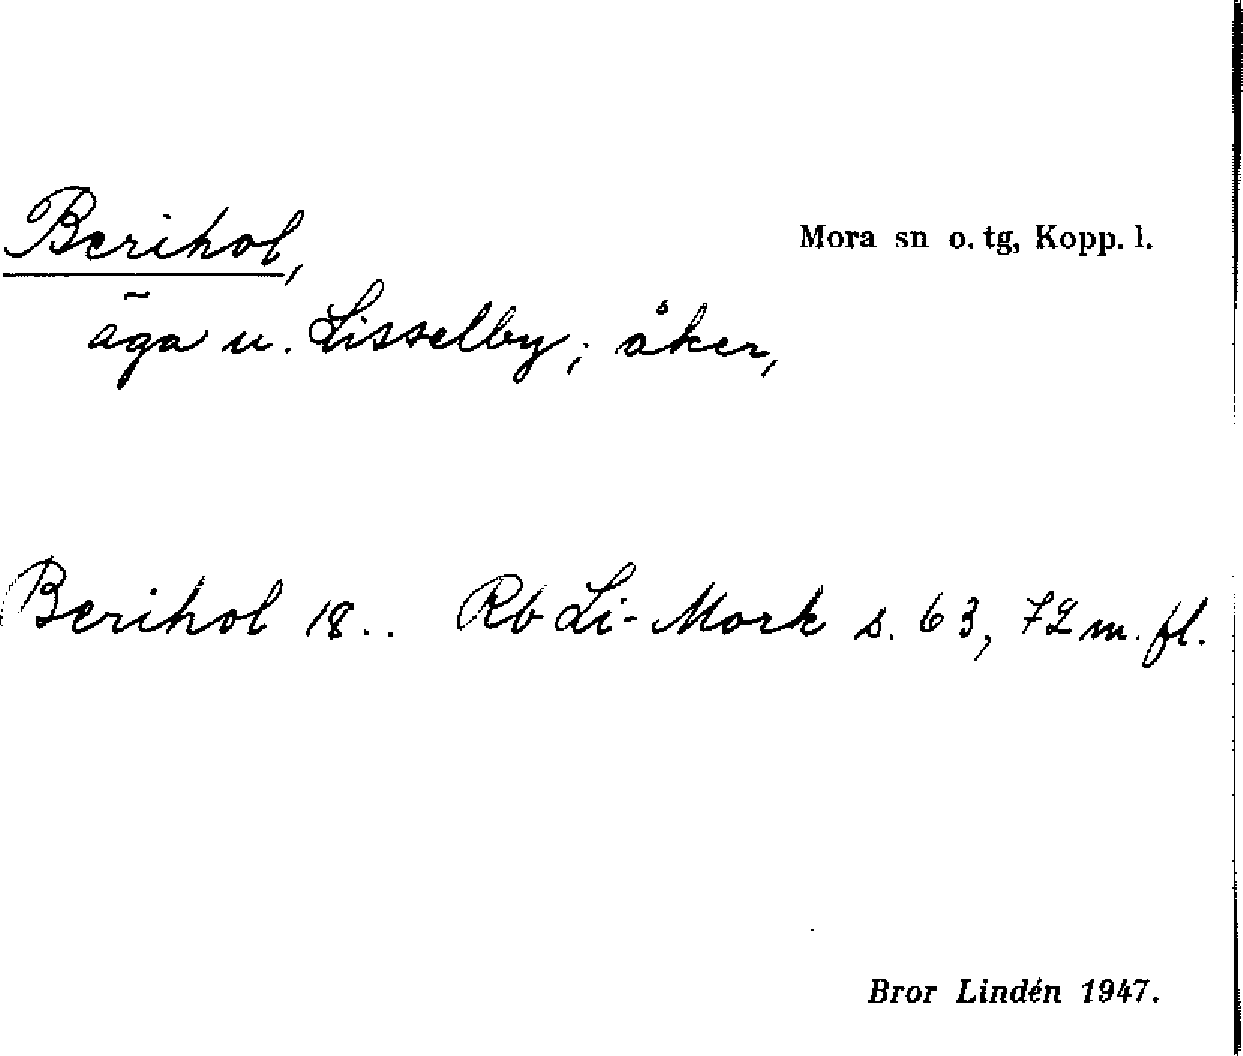 Berihol,
Mora sn o. tg, Kopp. l.
äga u. Lisselby; åker,
Berihol 18.. Rb Li-Mork s. 63, 72 m. fl.
Bror Lindén 1947.